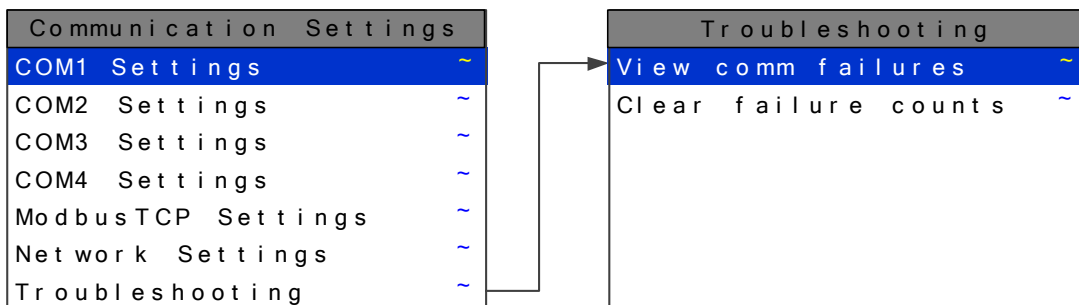 Communication Settings
COM1 Settings ~
COM2 Settings ~
COM3 Settings ~
COM4 Settings ~
ModbusTCP Settings ~
Network Settings ~
Troubleshooting ~
Troubleshooting
View comm failures ~
Clear failure counts ~